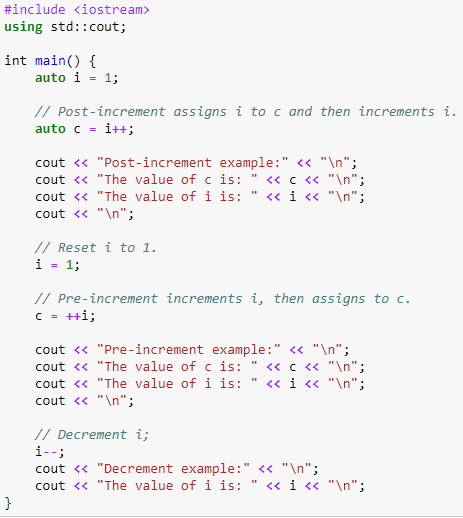 #include <iostream>
using std::cout;

int main() {
    auto i = 1;

    // Post-increment assigns i to c and then increments i.
    auto c = i++;

    cout << "Post-increment example:" << "\n";
    cout << "The value of c is: " << c << "\n";
    cout << "The value of i is: " << i << "\n";
    cout << "\n";

    // Reset i to 1.
    i = 1;

    // Pre-increment increments i, then assigns to c.
    c = ++i;

    cout << "Pre-increment example:" << "\n";
    cout << "The value of c is: " << c << "\n";
    cout << "The value of i is: " << i << "\n";
    cout << "\n";

    // Decrement i;
    i--;
    cout << "Decrement example:" << "\n";
    cout << "The value of i is: " << i << "\n";
}